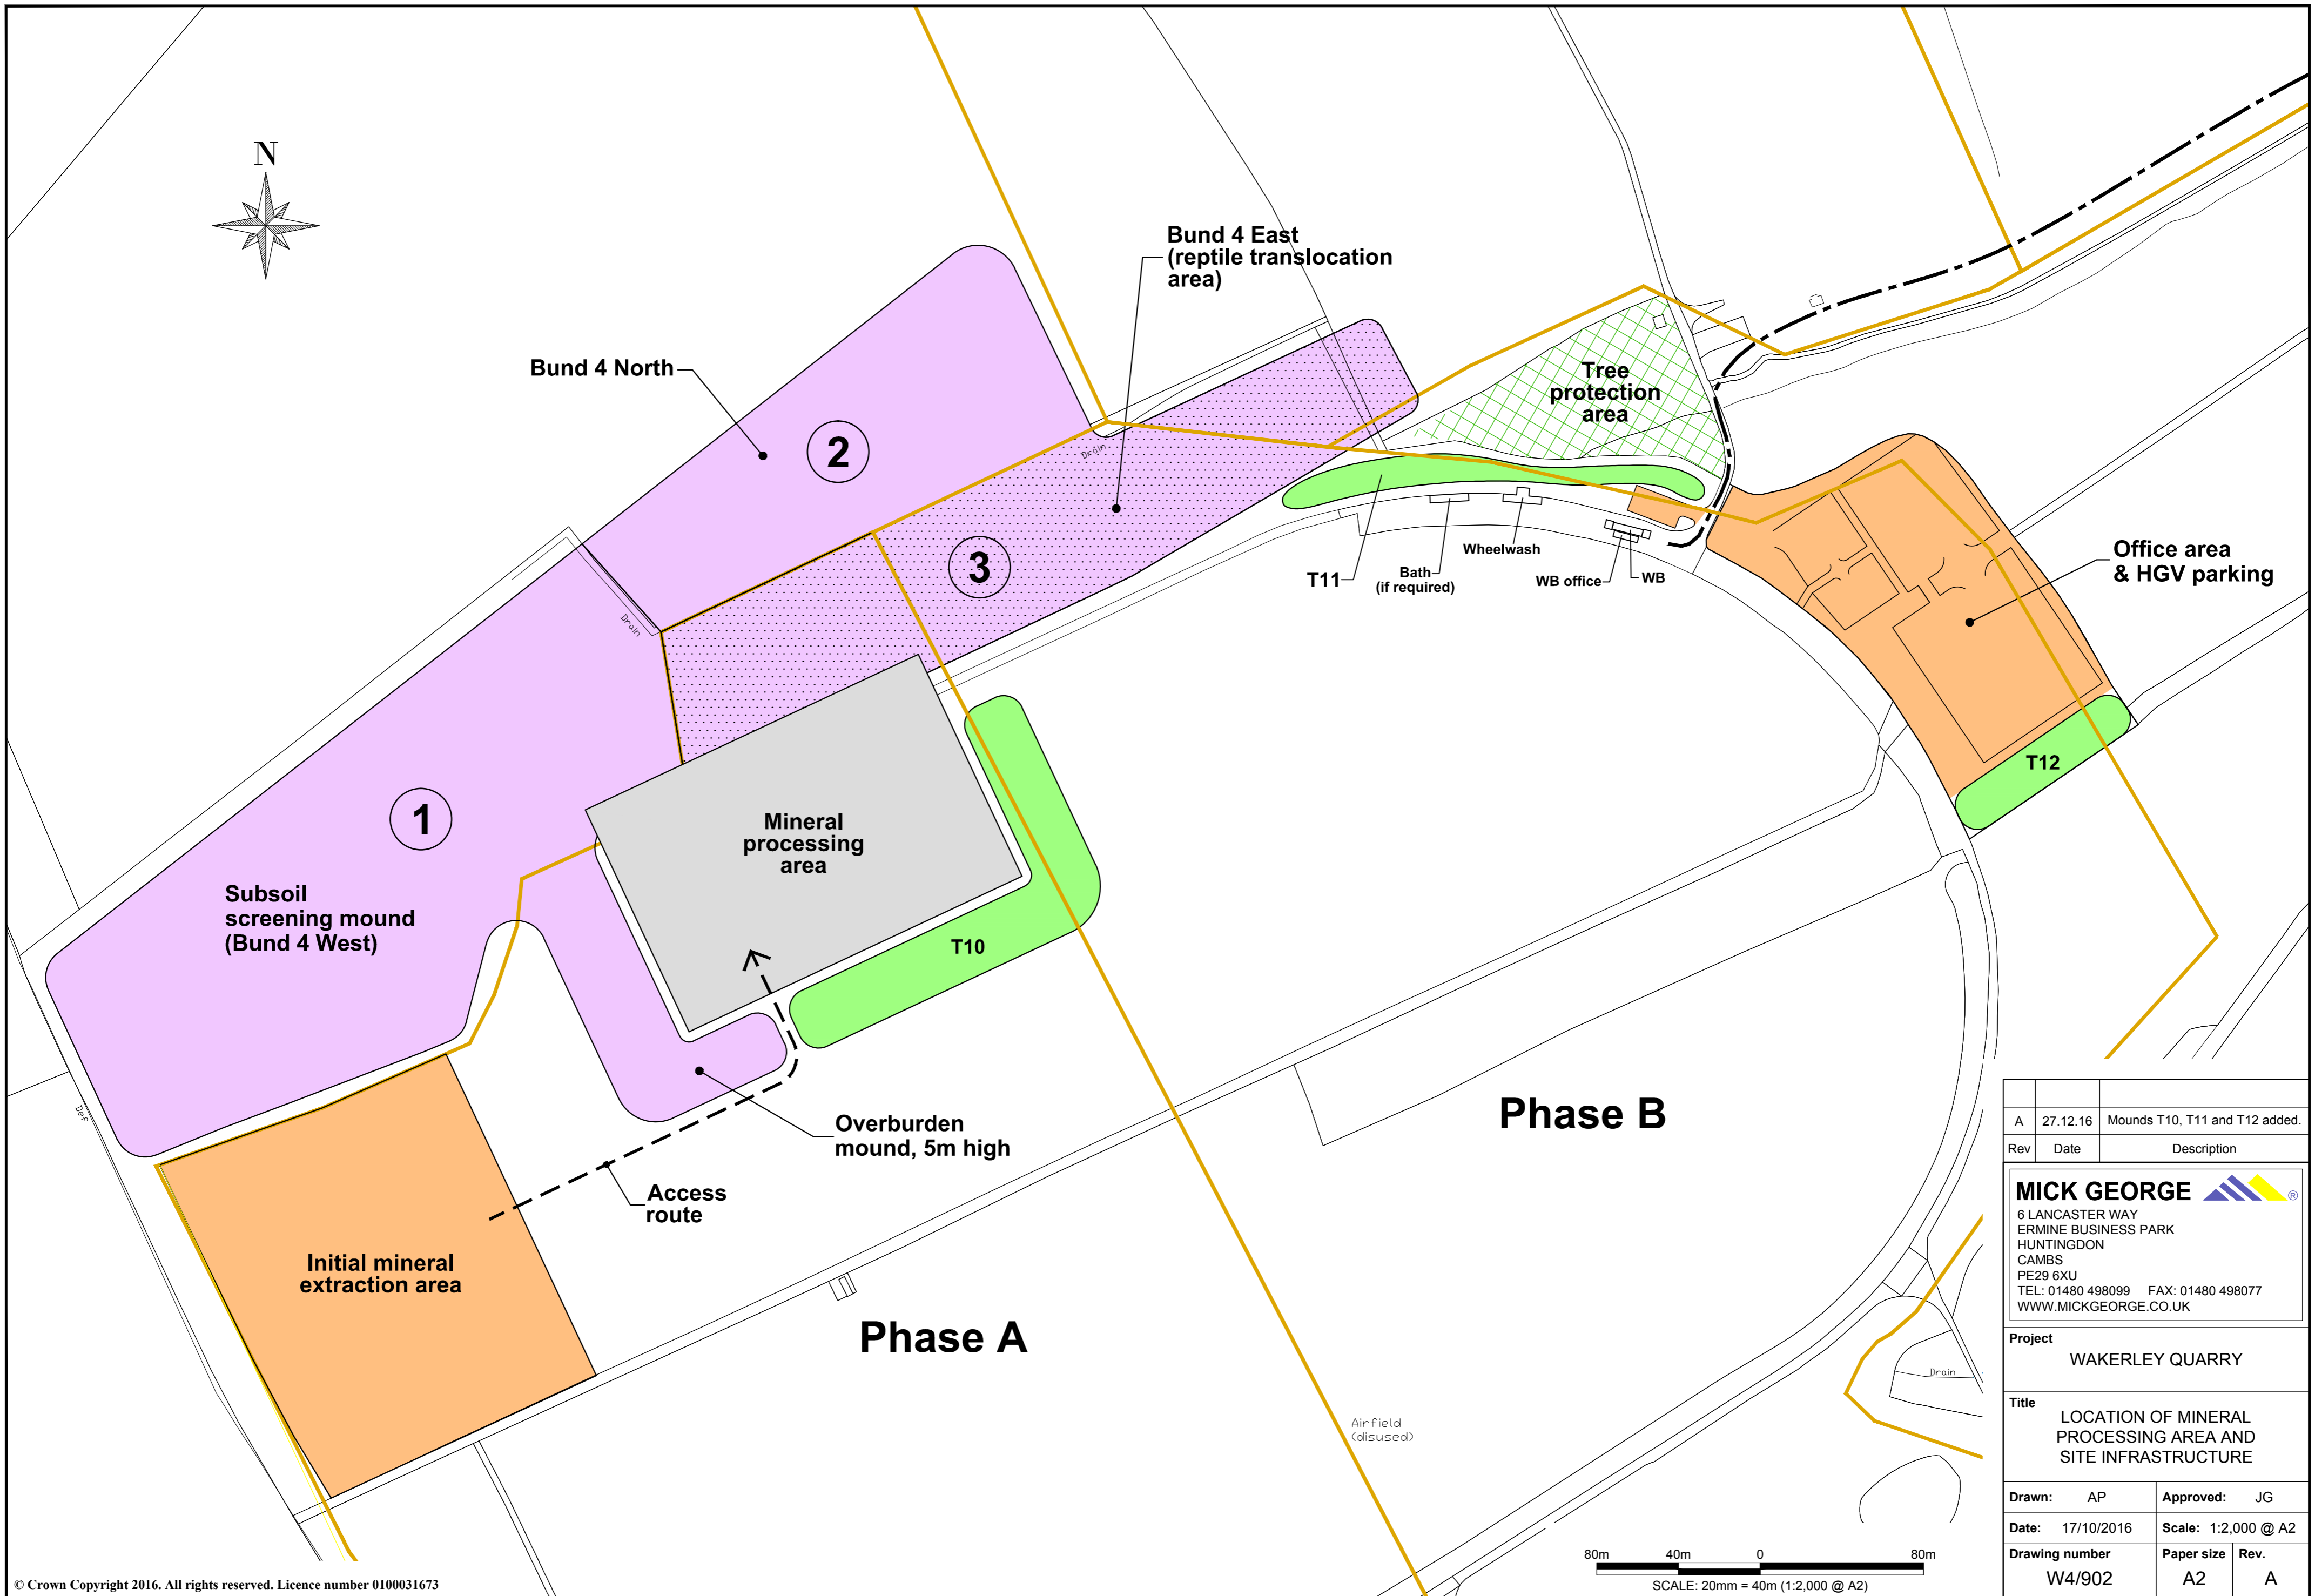 N
Bund 4 East
(reptile translocation
area)
Bund 4 North
Tree
protection
area
2
Drain
3
Drain
T11
Bath
(if required)
Wheelwash
WB office
WB
Office area
& HGV parking
T12
1
Subsoil
screening mound
(Bund 4 West)
Mineral
processing
area
T10
Def
Overburden
mound, 5m high
Access
route
Initial mineral
extraction area
Phase A
Phase B
Airfield
(disused)
Drain
A 27.12.16 Mounds T10, T11 and T12 added.
Rev Date Description
MICK GEORGE ®
6 LANCASTER WAY
ERMINE BUSINESS PARK
HUNTINGDON
CAMBS
PE29 6XU
TEL: 01480 498099 FAX: 01480 498077
WWW.MICKGEORGE.CO.UK
Project
WAKERLEY QUARRY
Title
LOCATION OF MINERAL
PROCESSING AREA AND
SITE INFRASTRUCTURE
Drawn: AP Approved: JG
Date: 17/10/2016 Scale: 1:2,000 @ A2
Drawing number Paper size Rev.
W4/902 A2 A
80m 40m 0 80m
SCALE: 20mm = 40m (1:2,000 @ A2)
© Crown Copyright 2016. All rights reserved. Licence number 0100031673